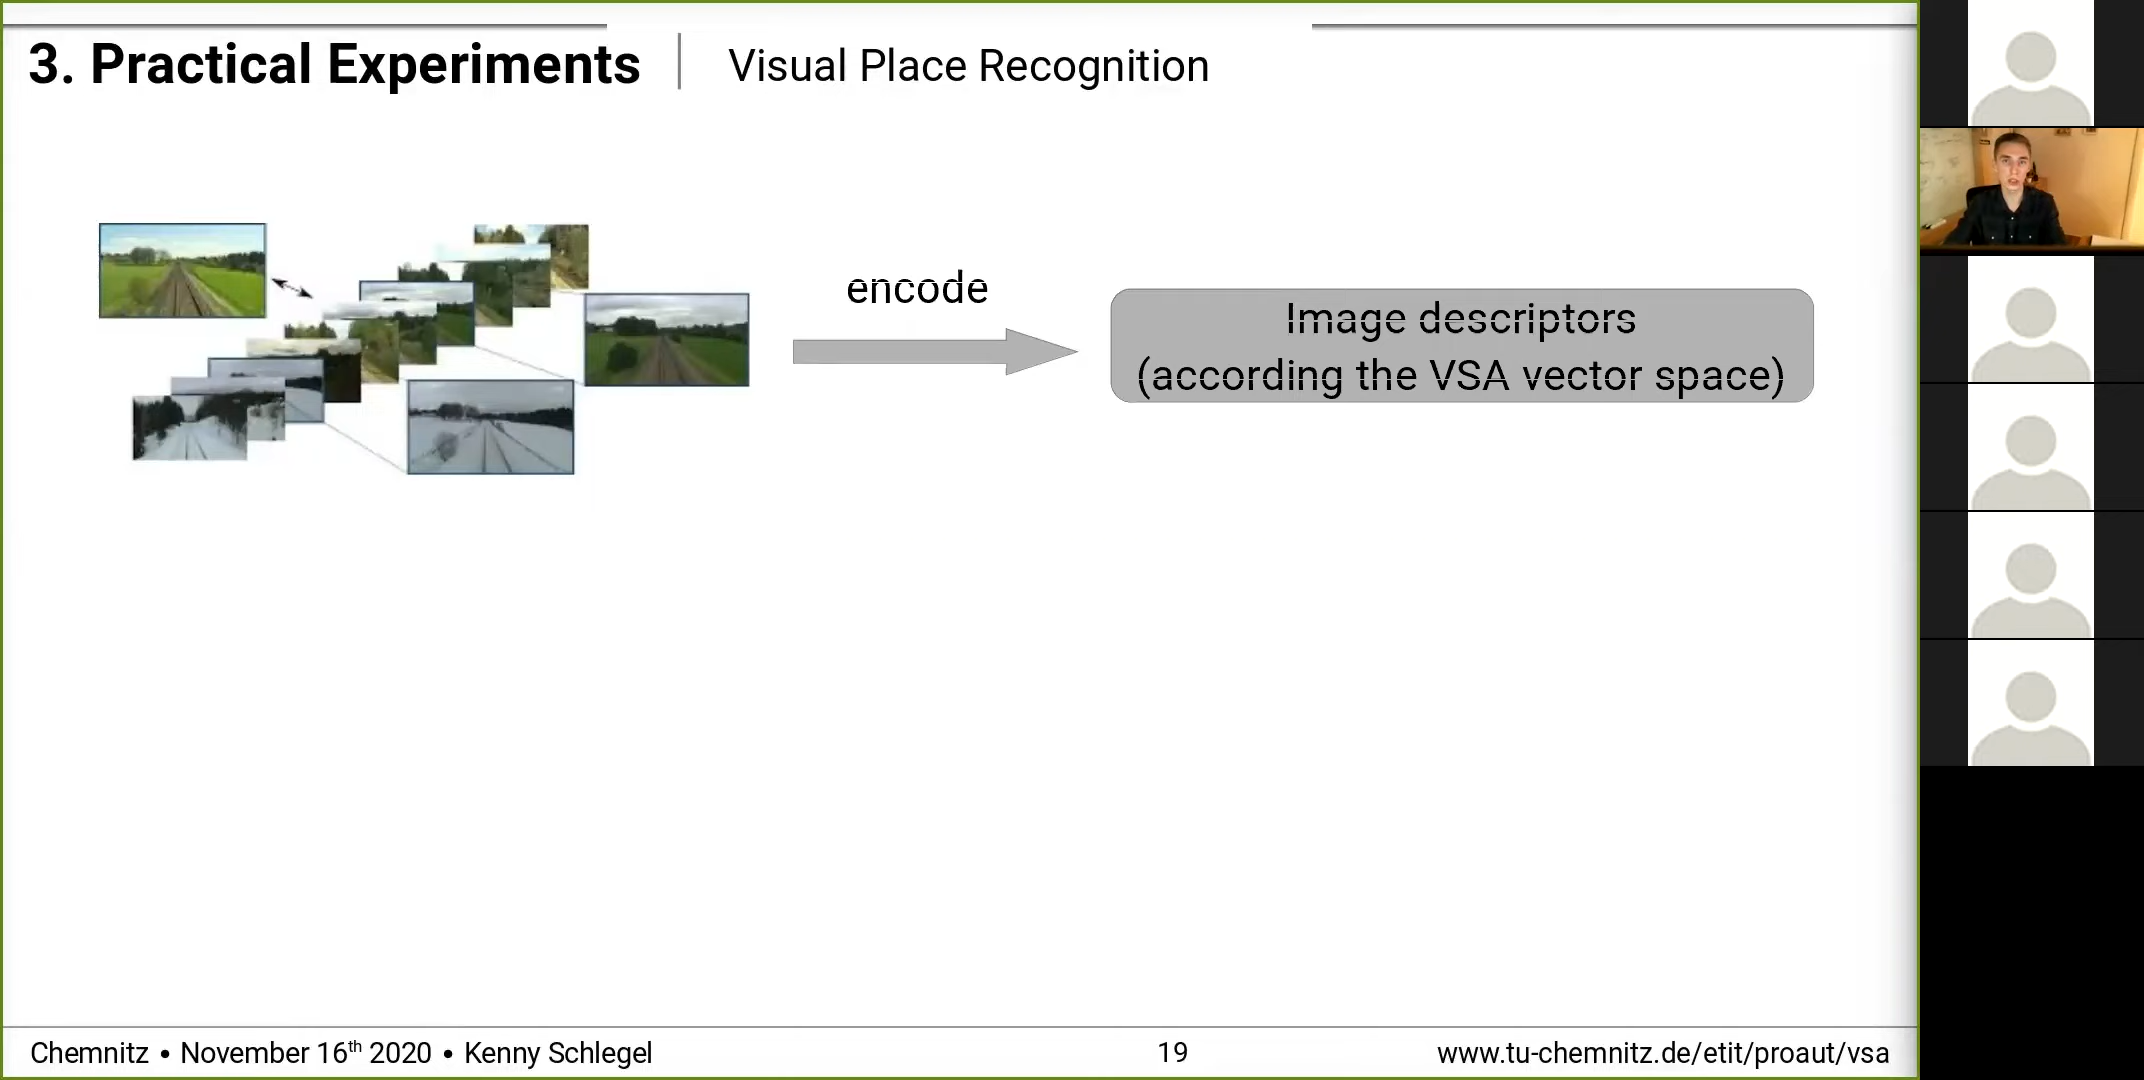 3. Practical Experiments
Visual Place Recognition
encode
Image descriptors
(according the VSA vector space)
Chemnitz • November 16th 2020 • Kenny Schlegel
19
www.tu-chemnitz.de/etit/proaut/vsa